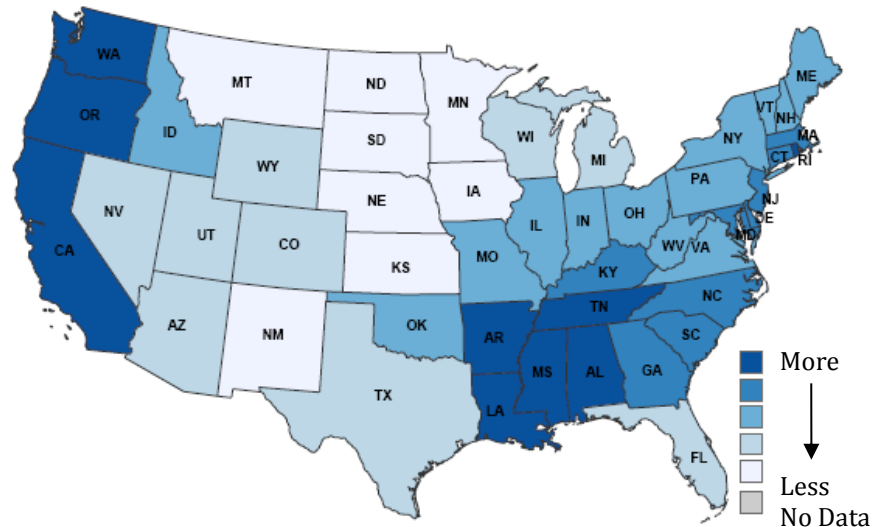 WA
MT
ND
MN
ME
OR
ID
SD
WI
VT
NH
NY
MA
WY
MI
CT
RI
IA
PA
NE
NJ
NV
OH
IL
IN
DE
UT
CO
MD
WV
VA
CA
KS
MO
KY
NC
AZ
NM
OK
TN
AR
SC
MS
AL
GA
TX
LA
FL
More
Less
No Data